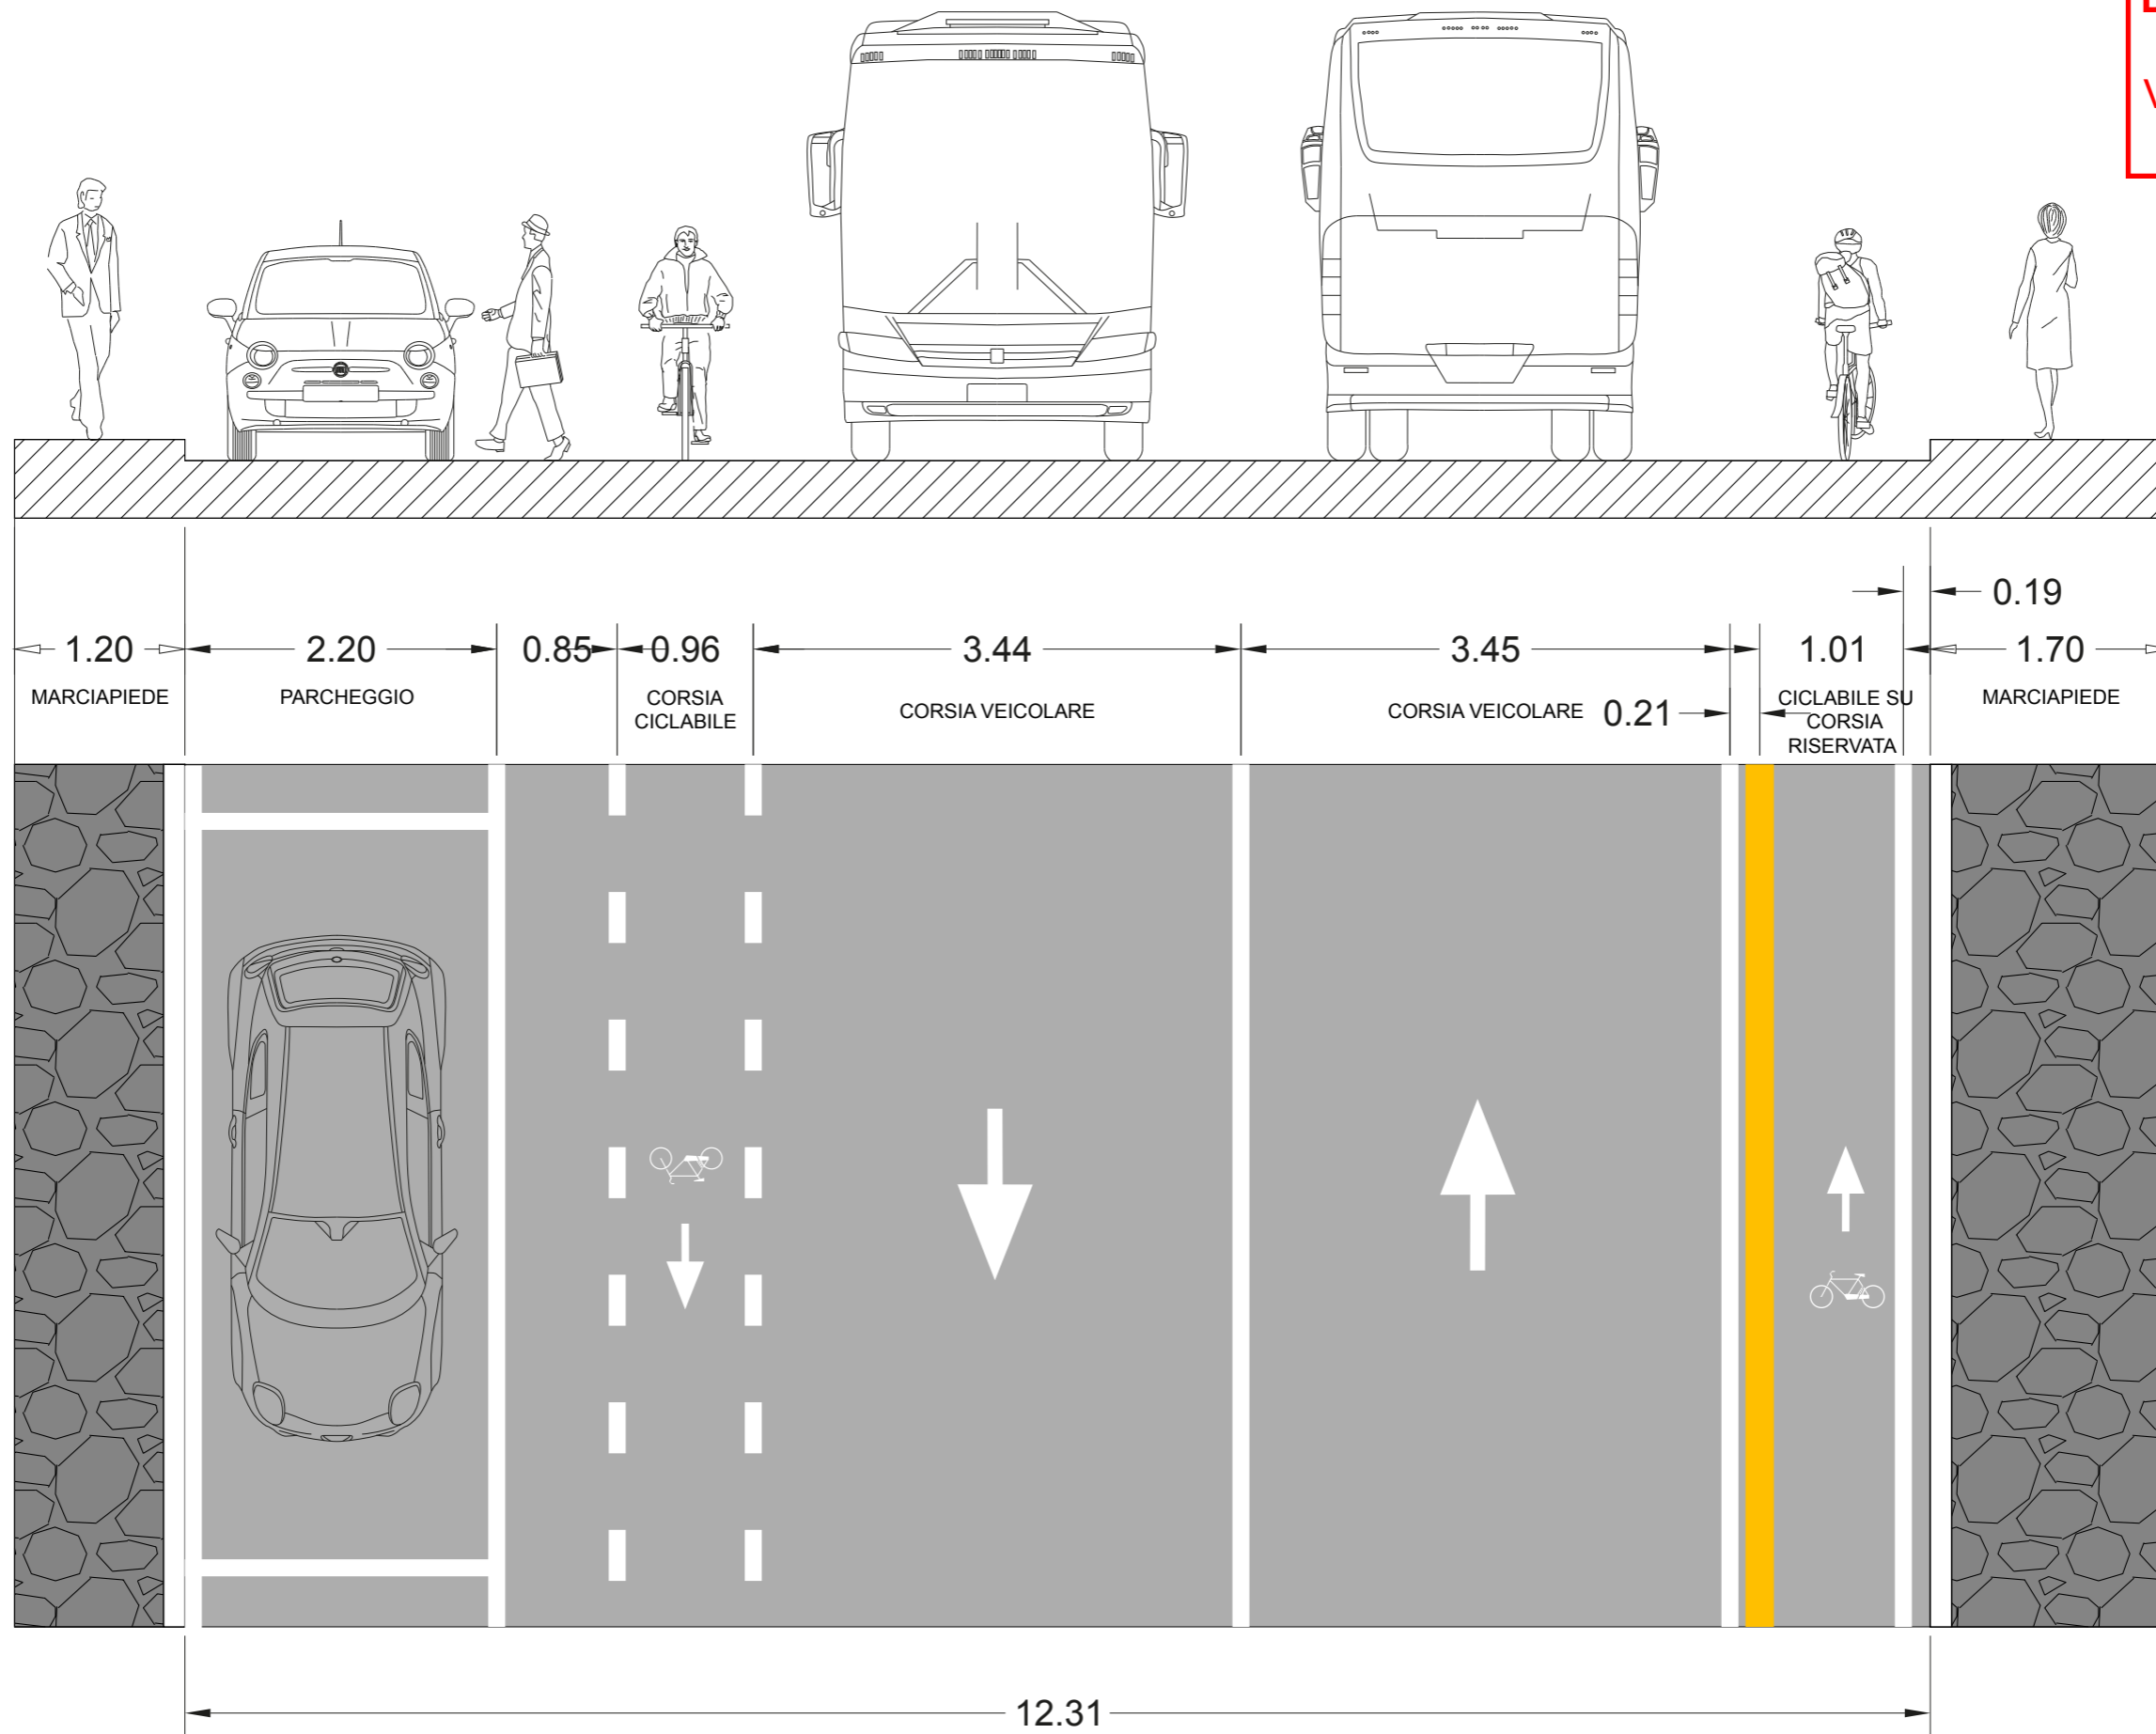 0.19
1.20
2.20
0.85
0.96
3.44
3.45
1.01
1.70
MARCIAPIEDE
PARCHEGGIO
CORSIA
CICLABILE
CORSIA VEICOLARE
CORSIA VEICOLARE
0.21
CICLABILE SU
CORSIA
RISERVATA
MARCIAPIEDE
12.31